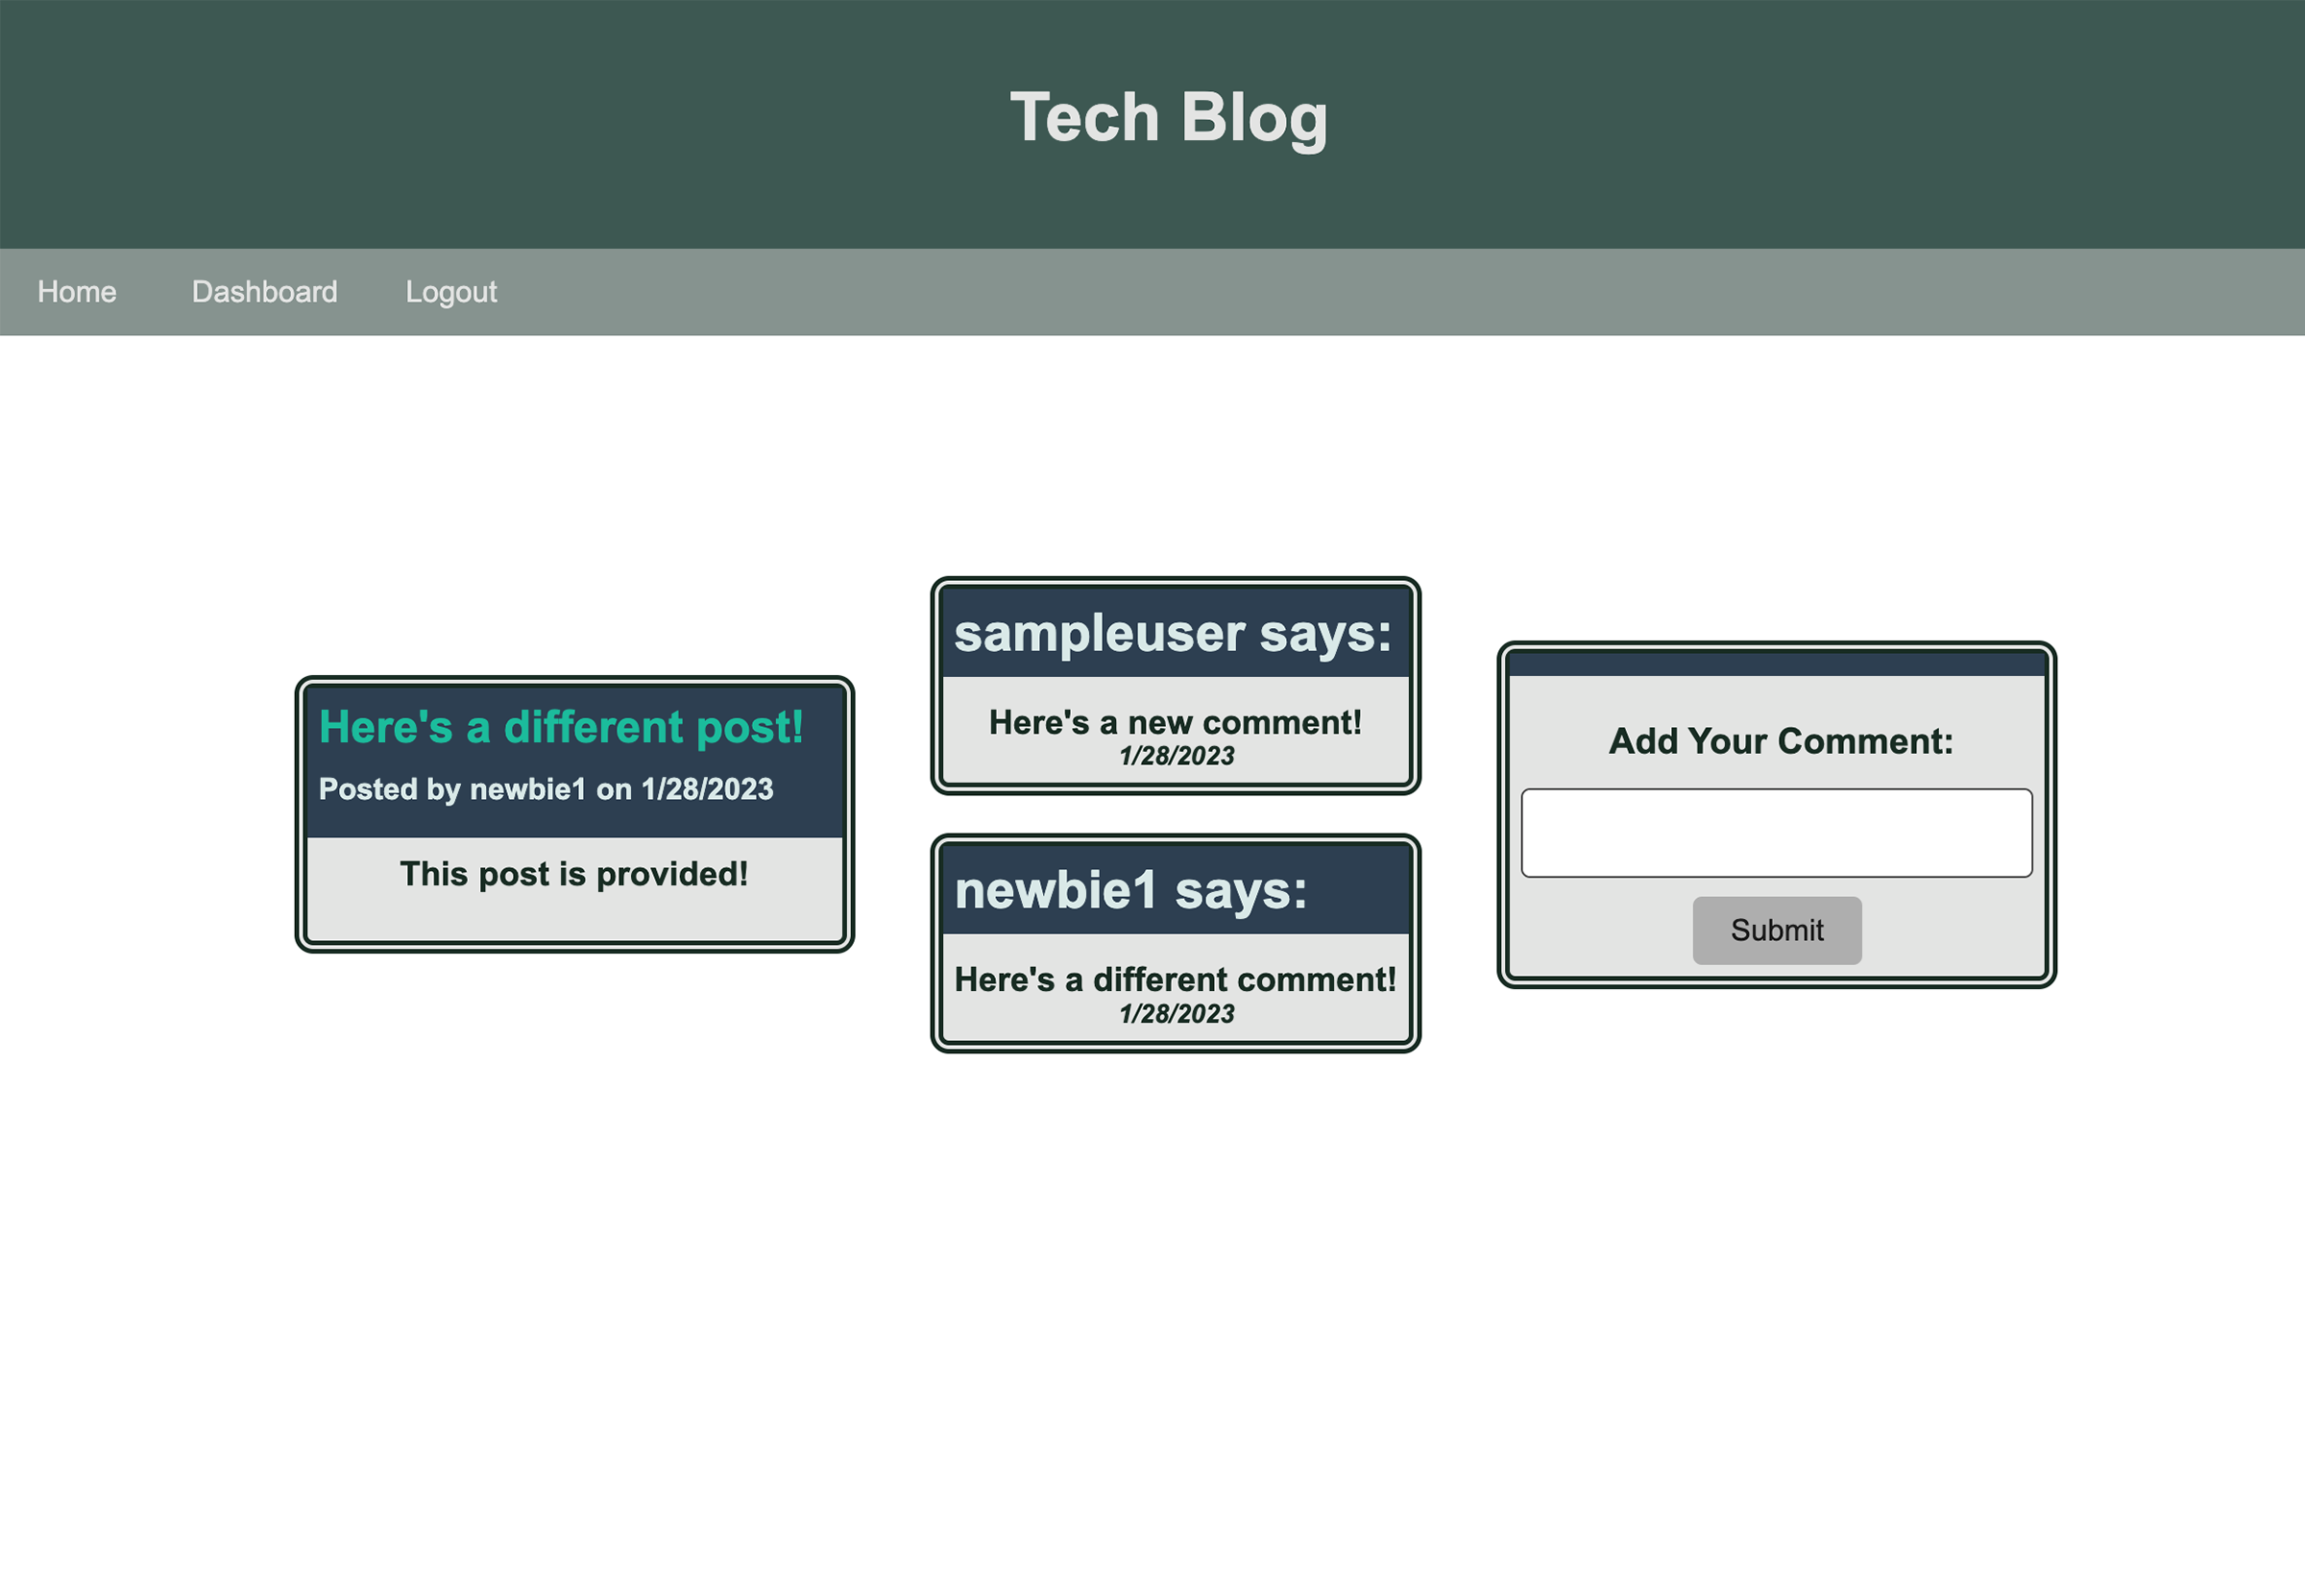 Tech Blog
Home
Dashboard
Logout
Here's a different post!
Posted by newbie1 on 1/28/2023
This post is provided!
sampleuser says:
Here's a new comment!
1/28/2023
newbie1 says:
Here's a different comment!
1/28/2023
Add Your Comment:
Submit